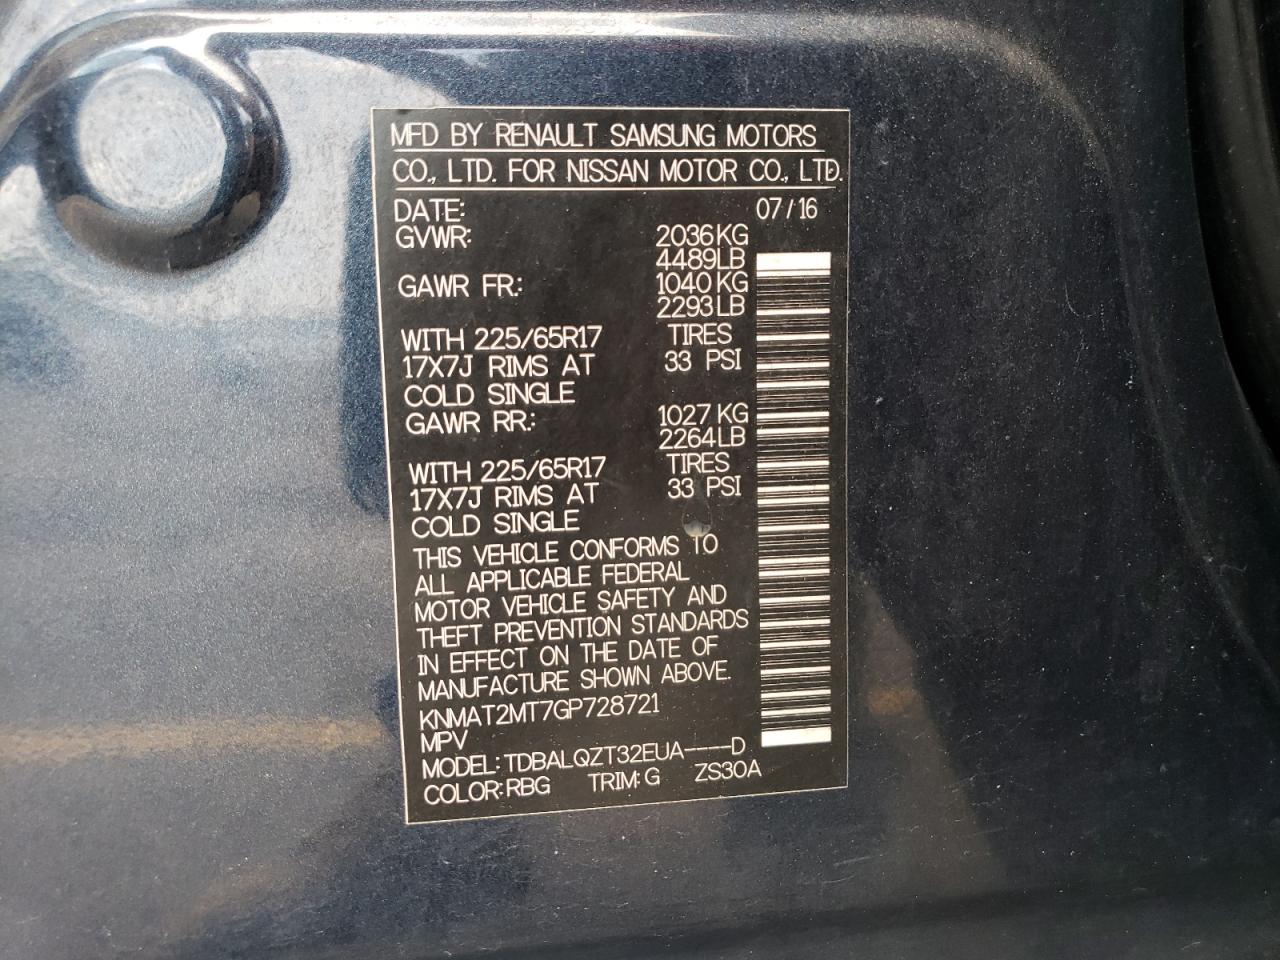 MFD BY RENAULT SAMSUNG MOTORS
CO., LTD. FOR NISSAN MOTOR CO., LTD.
DATE: 07/16
GVWR: 2036KG
4489LB
GAWR FR: 1040KG
2293LB
WITH 225/65R17 TIRES
17X7J RIMS AT 33 PSI
COLD SINGLE
GAWR RR: 1027KG
2264LB
WITH 225/65R17 TIRES
17X7J RIMS AT 33 PSI
COLD SINGLE
THIS VEHICLE CONFORMS TO
ALL APPLICABLE FEDERAL
MOTOR VEHICLE SAFETY AND
THEFT PREVENTION STANDARDS
IN EFFECT ON THE DATE OF
MANUFACTURE SHOWN ABOVE.
KNMAT2MT7GP728721
MPV
MODEL: TDBALQZT32EUA----D
COLOR:RBG TRIM:G ZS30A